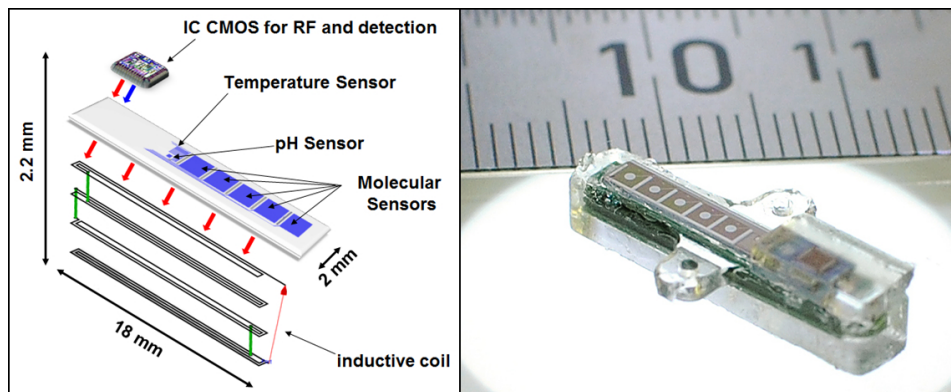 IC CMOS for RF and detection
Temperature Sensor
pH Sensor
Molecular
Sensors
2.2 mm
2 mm
18 mm
inductive coil
10 11